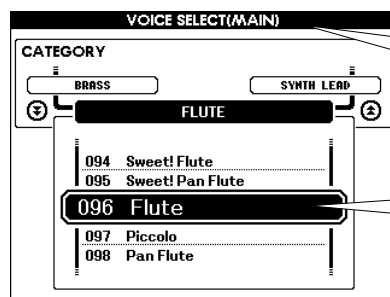 VOICE SELECT(MAIN)
CATEGORY
BRASS SYNTH LEAD
FLUTE
094 Sweet! Flute
095 Sweet! Pan Flute
096 Flute
097 Piccolo
098 Pan Flute